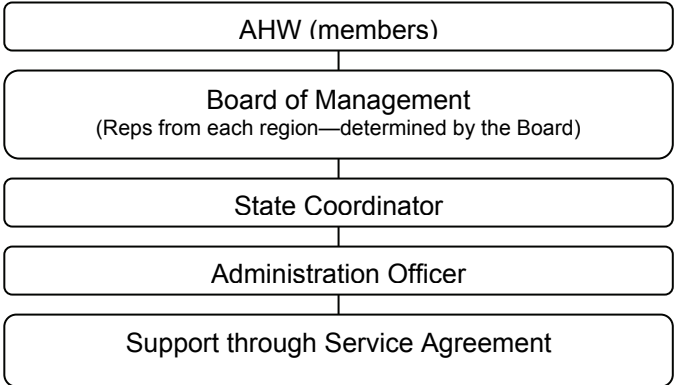 AHW (members)
Board of Management
(Reps from each region—determined by the Board)
State Coordinator
Administration Officer
Support through Service Agreement